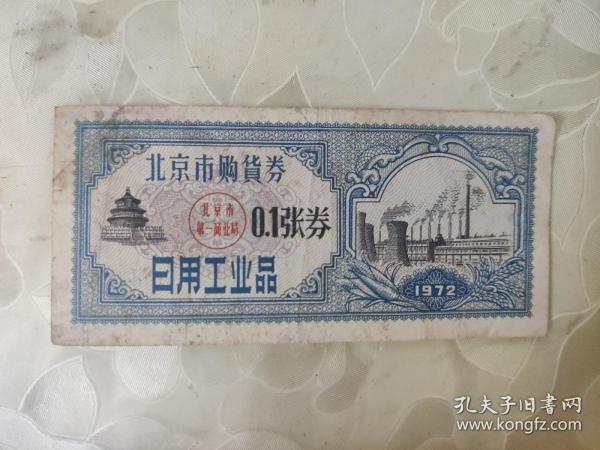 北京市购货券
北京市
第一商业局
0.1张券
日用工业品
1972
孔夫子旧书网
www.kongfz.com